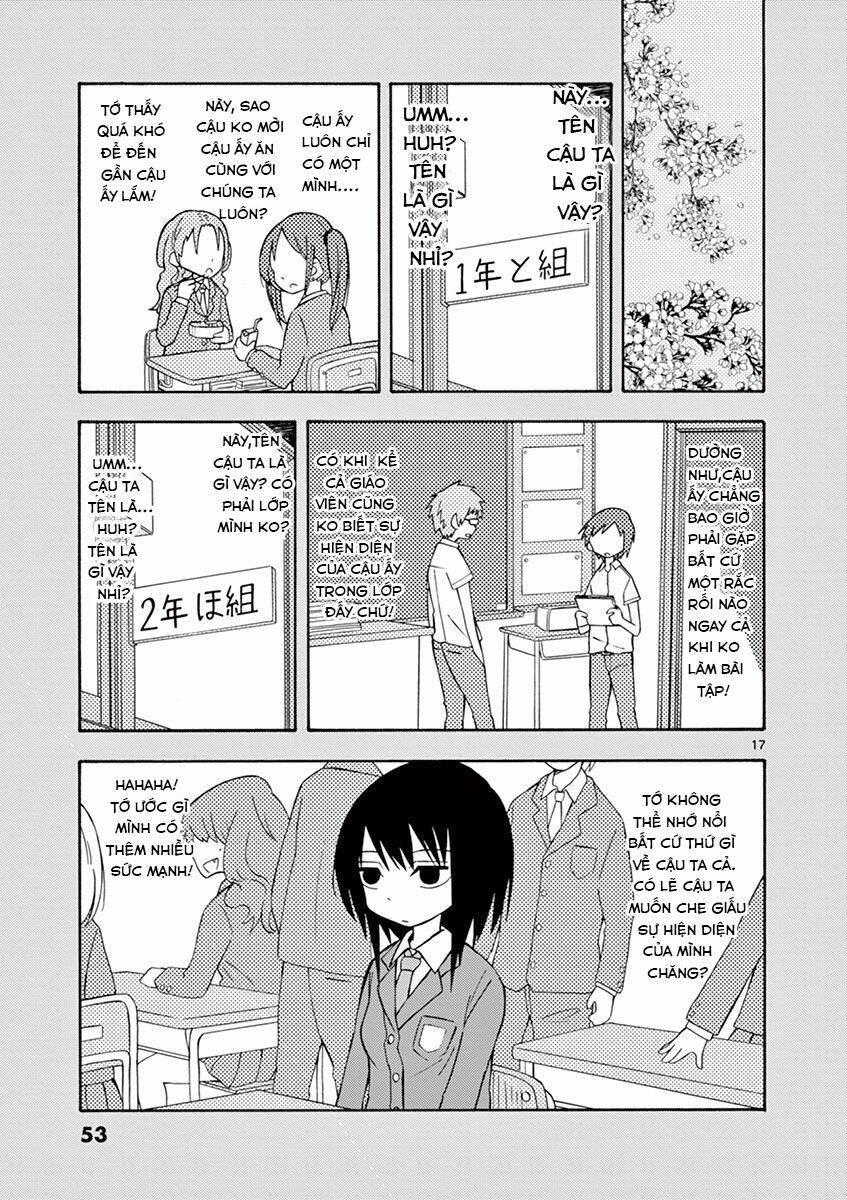 NÀY...
TÊN
CẬU TA
LÀ GÌ
VẬY?
UMM...
HUH?
TÊN
LÀ GÌ
VẬY
NHỈ?
1年と組
CẬU ẤY
LUÔN CHỈ
CÓ MỘT
MÌNH....
NÀY, SAO
CẬU KO MỜI
CẬU ẤY ĂN
CÙNG VỚI
CHÚNG TA
LUÔN?
TỚ THẤY
QUÁ KHÓ
ĐỂ ĐẾN
GẦN CẬU
ẤY LẮM!
DƯỜNG
NHƯ CẬU
ẤY CHẲNG
BAO GIỜ
PHẢI GẶP
BẤT CỨ
MỘT RẮC
RỐI NÀO
NGAY CẢ
KHI KO
LÀM BÀI
TẬP!
CÓ KHI KỂ
CẢ GIÁO
VIÊN CŨNG
KO BIẾT SỰ
HIỆN DIỆN
CỦA CẬU ẤY
TRONG LỚP
ĐẤY CHỨ!
NÀY,TÊN
CẬU TA LÀ
GÌ VẬY? CÓ
PHẢI LỚP
MÌNH KO?
UMM...
CẬU TA
TÊN LÀ...
HUH?
TÊN LÀ
GÌ VẬY
NHỈ?
2年ほ組
17
TỚ KHÔNG
THỂ NHỚ NỔI
BẤT CỨ THỨ GÌ
VỀ CẬU TA CẢ.
CÓ LẼ CẬU TA
MUỐN CHE GIẤU
SỰ HIỆN DIỆN
CỦA MÌNH
CHĂNG?
HAHAHA!
TỚ ƯỚC GÌ
MÌNH CÓ
THÊM NHIỀU
SỨC MẠNH!
53